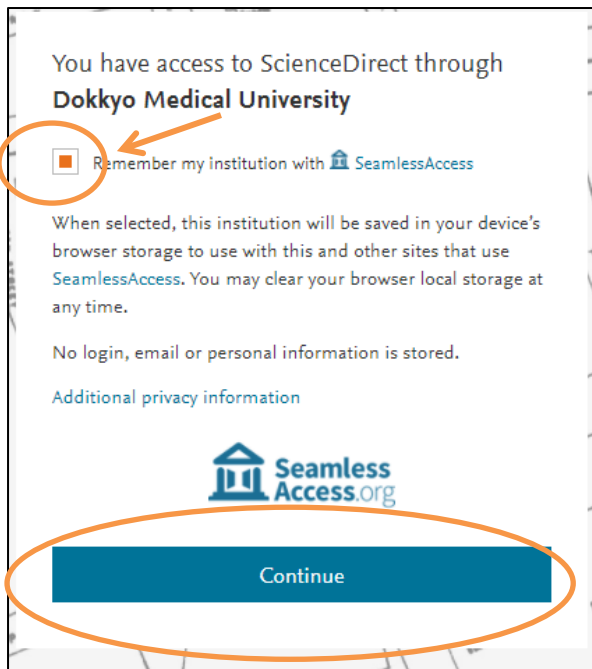 You have access to ScienceDirect through
Dokkyo Medical University
Remember my institution with SeamlessAccess
When selected, this institution will be saved in your device's
browser storage to use with this and other sites that use
SeamlessAccess. You may clear your browser local storage at
any time.
No login, email or personal information is stored.
Additional privacy information
Seamless
Access.org
Continue